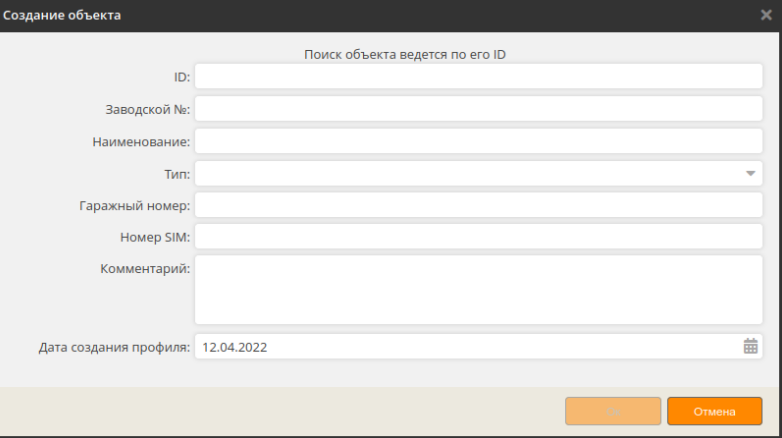 Создание объекта
Поиск объекта ведется по его ID
ID:
Заводской №:
Наименование:
Тип:
Гаражный номер:
Номер SIM:
Комментарий:
Дата создания профиля: 12.04.2022
Отмена